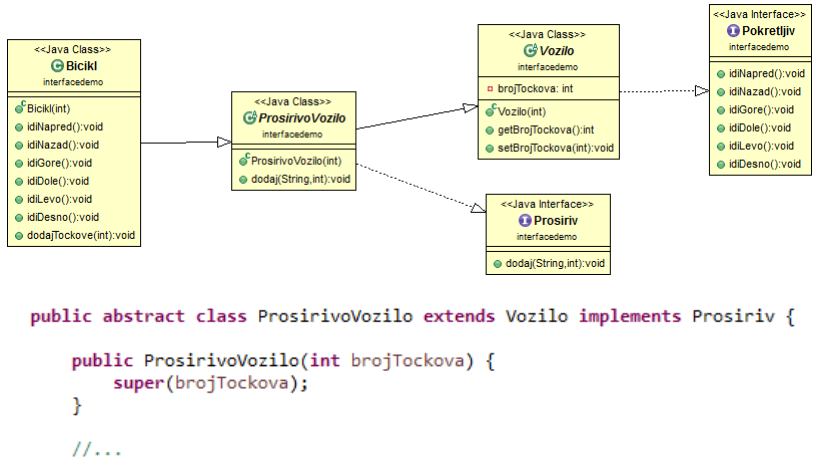 <<Java Class>>
Bicikl
interfacedemo
Bicikl(int)
idiNapred():void
idiNazad():void
idiGore():void
idiDole():void
idiLevo():void
idiDesno():void
dodajTockove(int):void
<<Java Class>>
ProsirivoVozilo
interfacedemo
ProsirivoVozilo(int)
dodaj(String,int):void
<<Java Class>>
Vozilo
interfacedemo
brojTockova: int
Vozilo(int)
getBrojTockova():int
setBrojTockova(int):void
<<Java Interface>>
Pokretljiv
interfacedemo
idiNapred():void
idiNazad():void
idiGore():void
idiDole():void
idiLevo():void
idiDesno():void
<<Java Interface>>
Prosiriv
interfacedemo
dodaj(String,int):void
public abstract class ProsirivoVozilo extends Vozilo implements Prosiriv {
public ProsirivoVozilo(int brojTockova) {
super(brojTockova);
}
//...